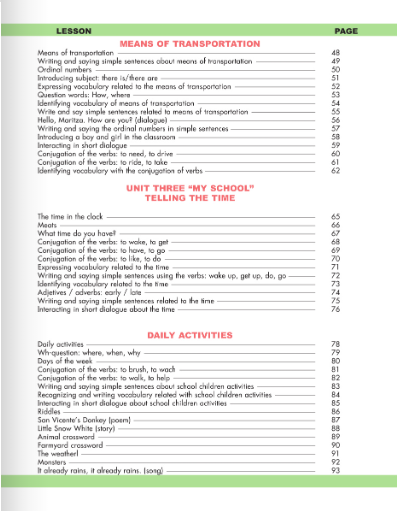 LESSON PAGE
MEANS OF TRANSPORTATION
Means of transportation 48
Writing and saying simple sentences about means of transportation 49
Ordinal numbers 50
Introducing subject: there is/there are 51
Expressing vocabulary related to the means of transportation 52
Question words: How, where 53
Identifying vocabulary of means of transportation 54
Write and say simple sentences related to means of transportation 55
Hello, Maritza. How are you? (dialogue) 56
Writing and saying the ordinal numbers in simple sentences 57
Introducing a boy and girl in the classroom 58
Interacting in short dialogue 59
Conjugation of the verbs: to need, to drive 60
Conjugation of the verbs: to ride, to take 61
Identifying vocabulary with the conjugation of verbs 62
UNIT THREE “MY SCHOOL”
TELLING THE TIME
The time in the clock 65
Meats 66
What time do you have? 67
Conjugation of the verbs: to wake, to get 68
Conjugation of the verbs: to have, to go 69
Conjugation of the verbs: to like, to do 70
Expressing vocabulary related to the time 71
Writing and saying simple sentences using the verbs: wake up, get up, do, go 72
Identifying vocabulary related to the time 73
Adjetives / adverbs: early / late 74
Writing and saying simple sentences related to the time 75
Interacting in short dialogue about the time 76
DAILY ACTIVITIES
Daily activities 78
Wh-question: where, when, why 79
Days of the week 80
Conjugation of the verbs: to brush, to wach 81
Conjugation of the verbs: to walk, to help 82
Writing and saying simple sentences about school children activities 83
Recognizing and writing vocabulary related with school children activities 84
Interacting in short dialogue about school children activities 85
Riddles 86
San Vicente's Donkey (poem) 87
Little Snow White (story) 88
Animal crossword 89
Farmyard crossword 90
The weatherl 91
Monsters 92
It already rains, it already rains. (song) 93